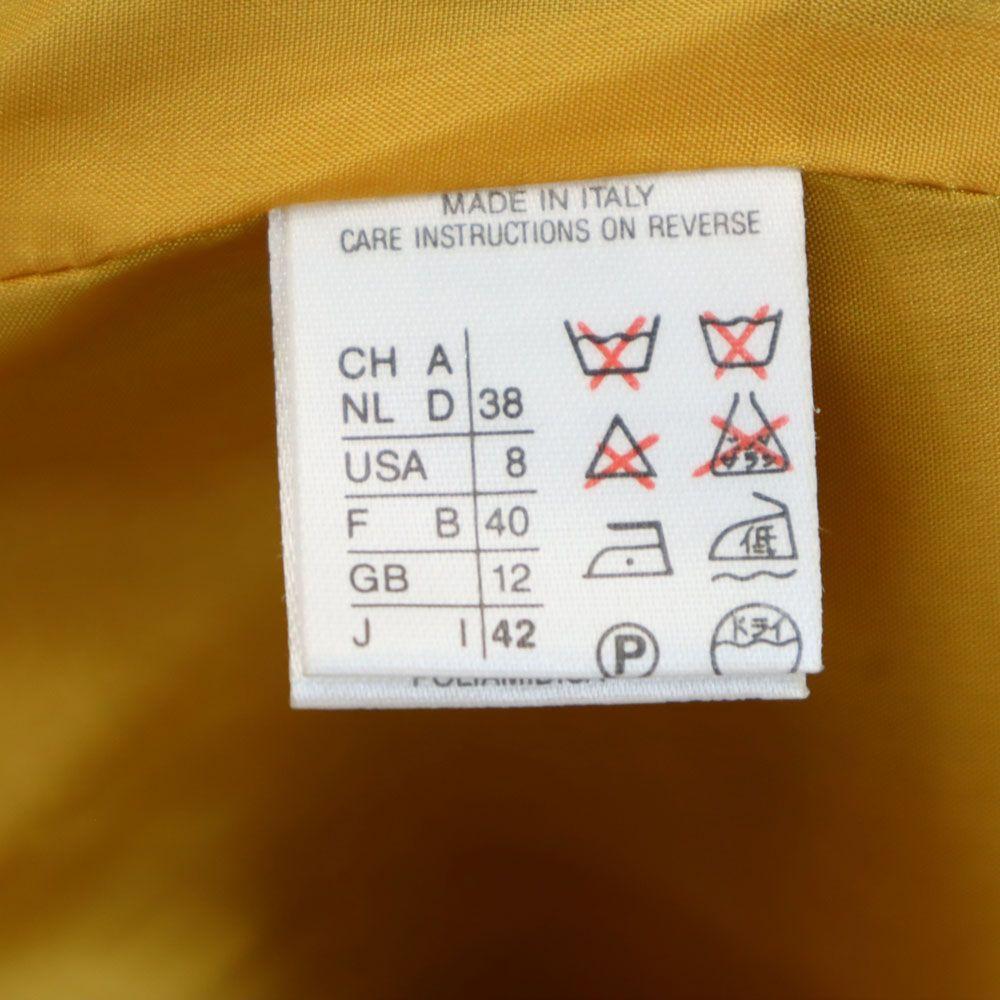 MADE IN ITALY
CARE INSTRUCTIONS ON REVERSE
CH A
NL D 38
USA 8
F B 40
GB 12
J I 42
低
P
ドライ